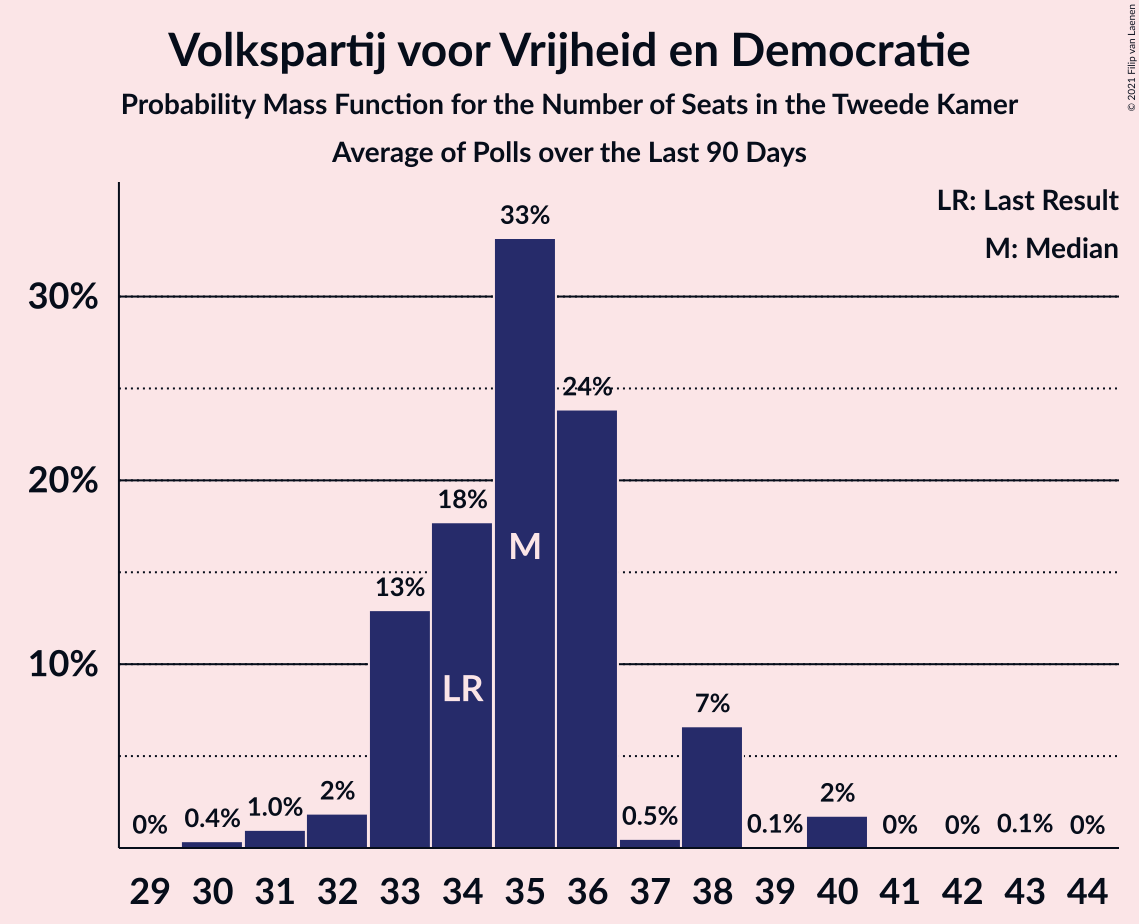 Volkspartij voor Vrijheid en Democratie
Probability Mass Function for the Number of Seats in the Tweede Kamer
Average of Polls over the Last 90 Days
© 2021 Filip van Laenen
LR: Last Result
M: Median
30%
20%
10%
0%
0.4%
1.0%
2%
13%
18%
33%
24%
0.5%
7%
0.1%
2%
0%
0%
0.1%
0%
LR
M
29 30 31 32 33 34 35 36 37 38 39 40 41 42 43 44